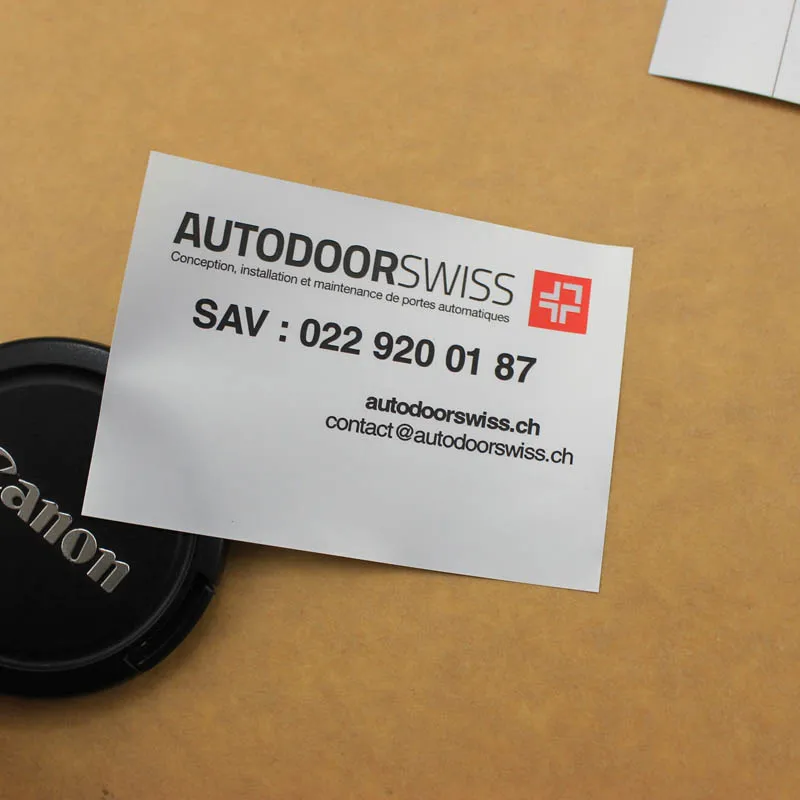 AUTODOORSWISS
Conception, installation et maintenance de portes automatiques
SAV : 022 920 01 87
autodoorswiss.ch
contact@autodoorswiss.ch
Canon